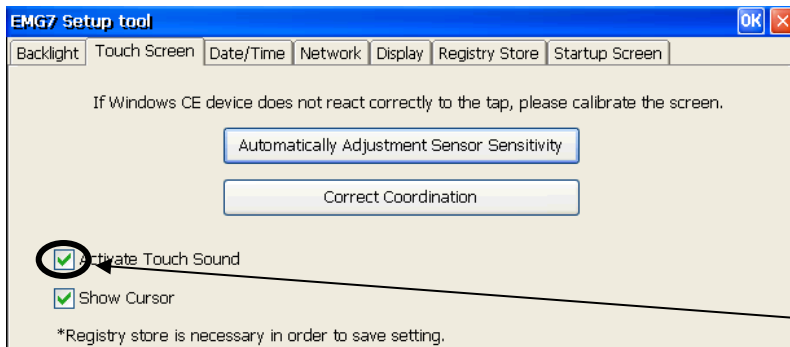 EMG7 Setup tool OK
Backlight Touch Screen Date/Time Network Display Registry Store Startup Screen
If Windows CE device does not react correctly to the tap, please calibrate the screen.
Automatically Adjustment Sensor Sensitivity
Correct Coordination
Activate Touch Sound
Show Cursor
*Registry store is necessary in order to save setting.